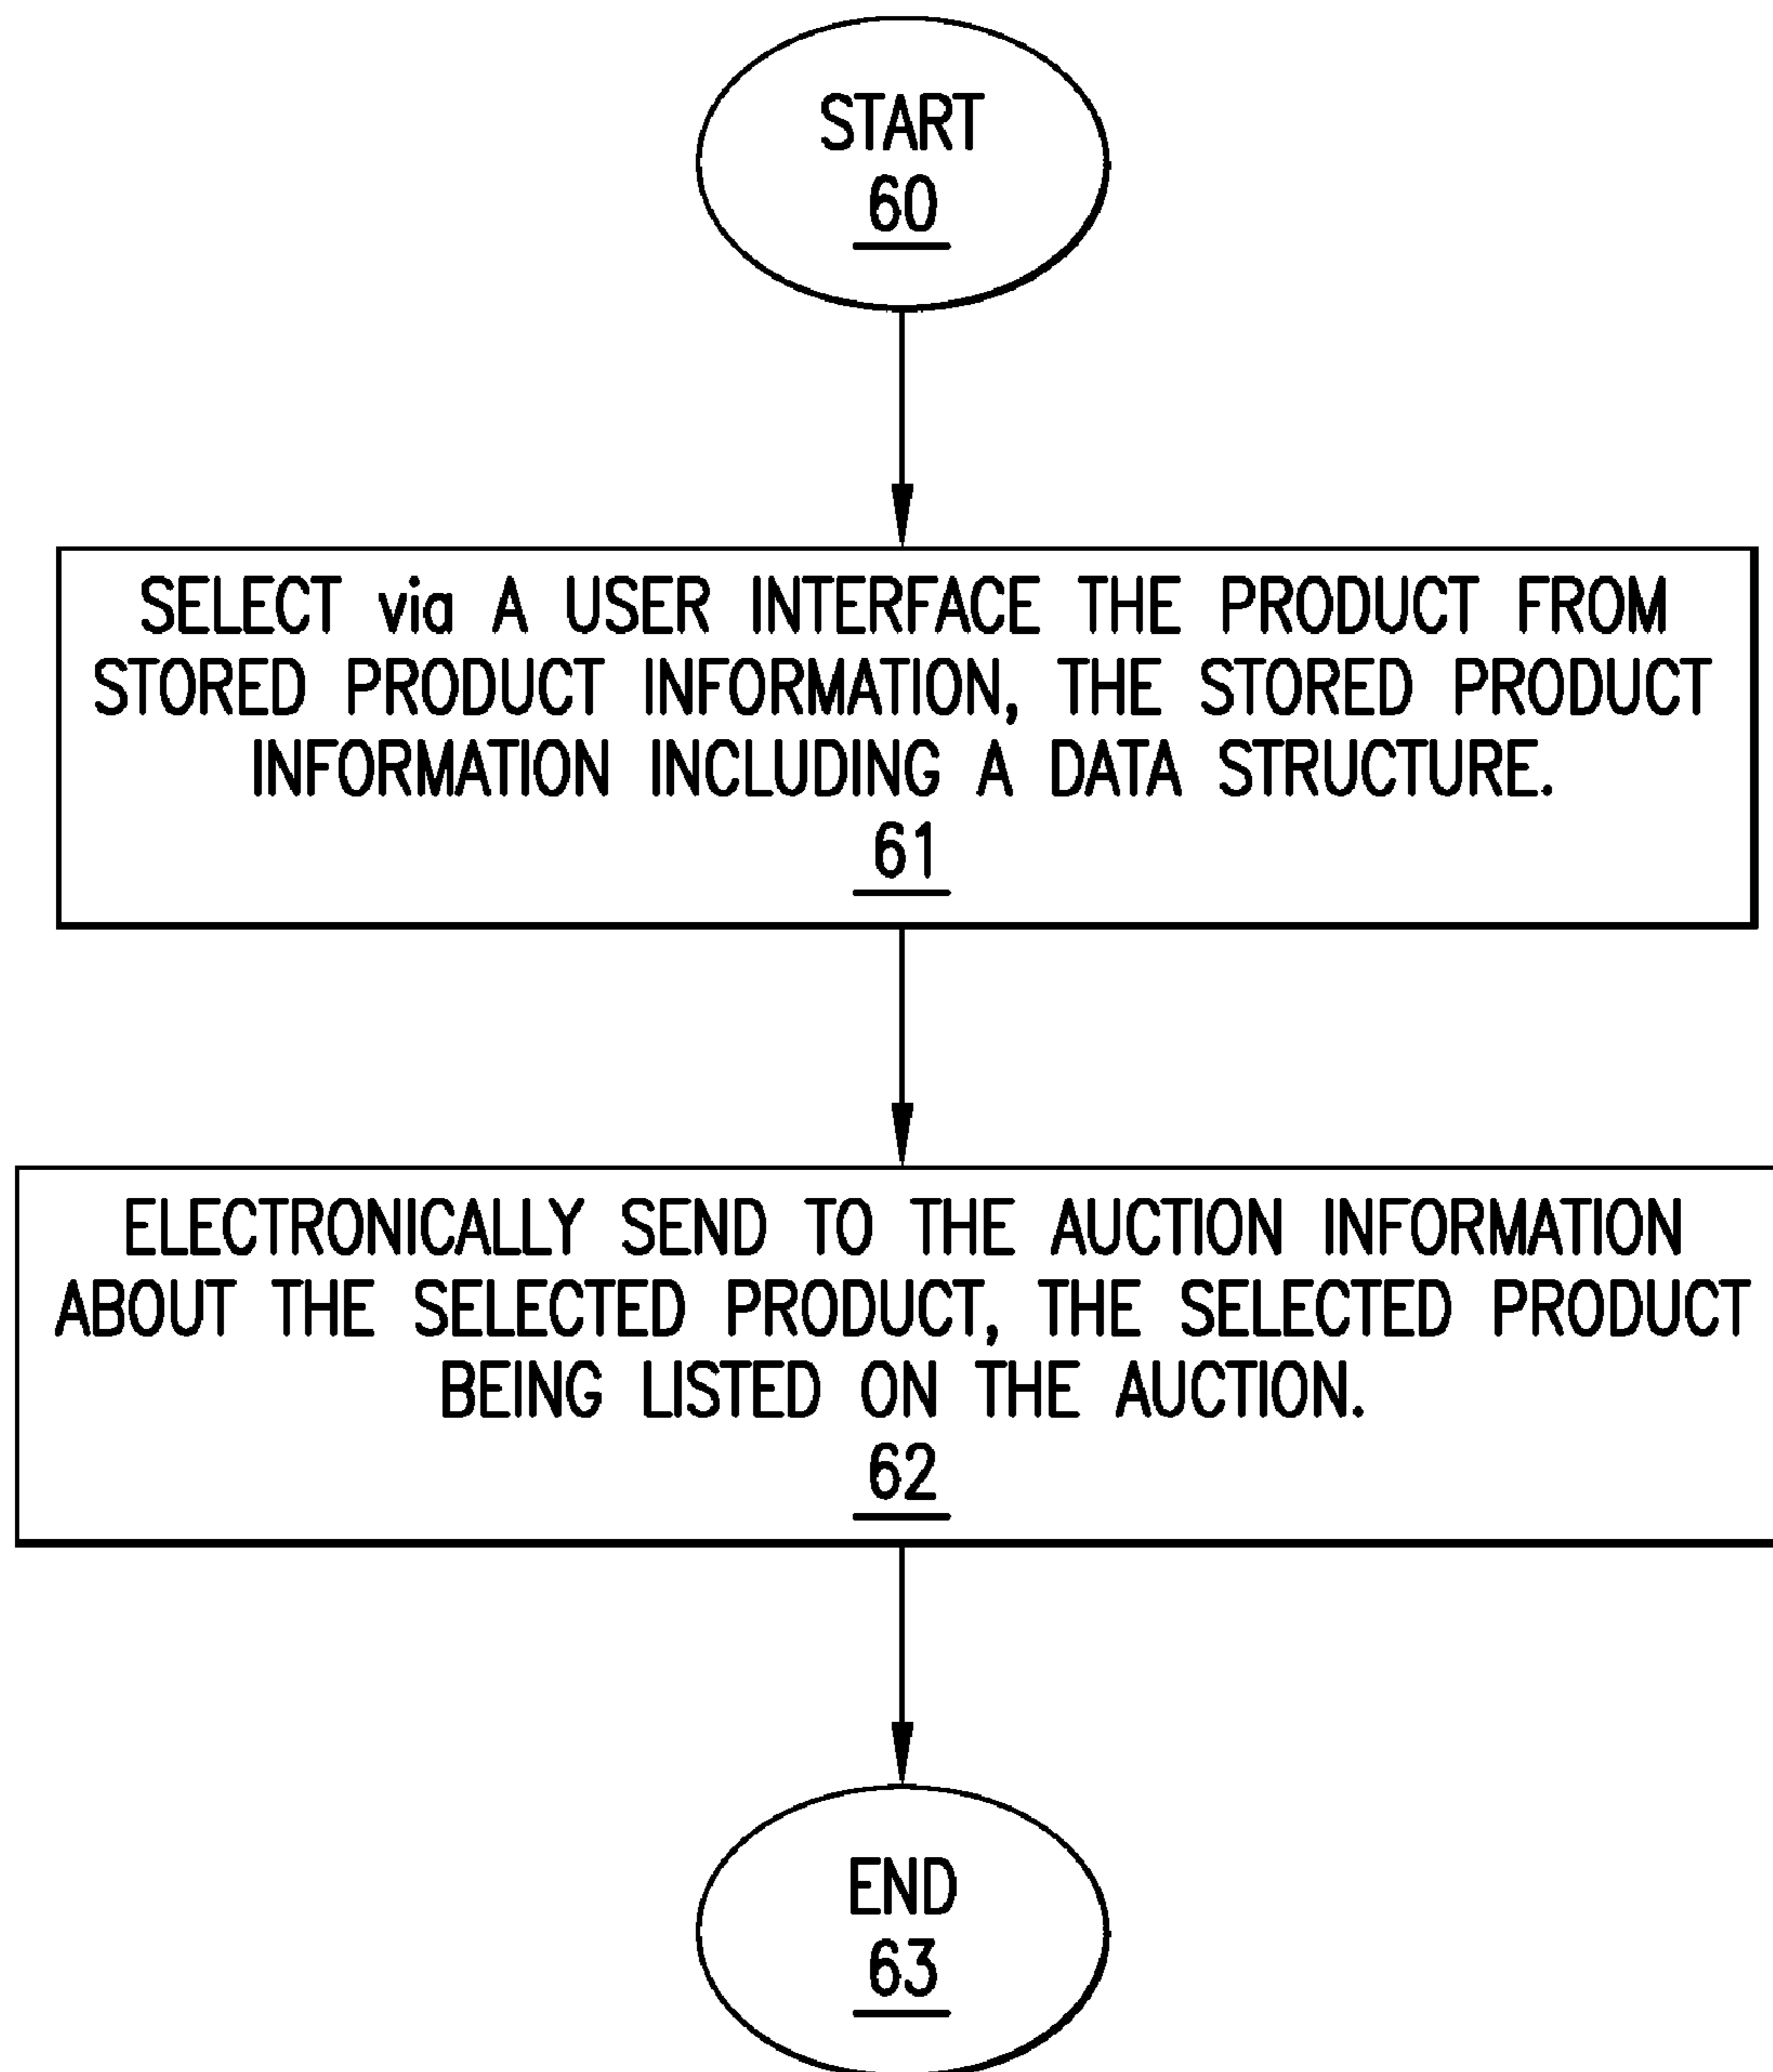 START
60
SELECT via A USER INTERFACE THE PRODUCT FROM
STORED PRODUCT INFORMATION, THE STORED PRODUCT
INFORMATION INCLUDING A DATA STRUCTURE.
61
ELECTRONICALLY SEND TO THE AUCTION INFORMATION
ABOUT THE SELECTED PRODUCT, THE SELECTED PRODUCT
BEING LISTED ON THE AUCTION.
62
END
63